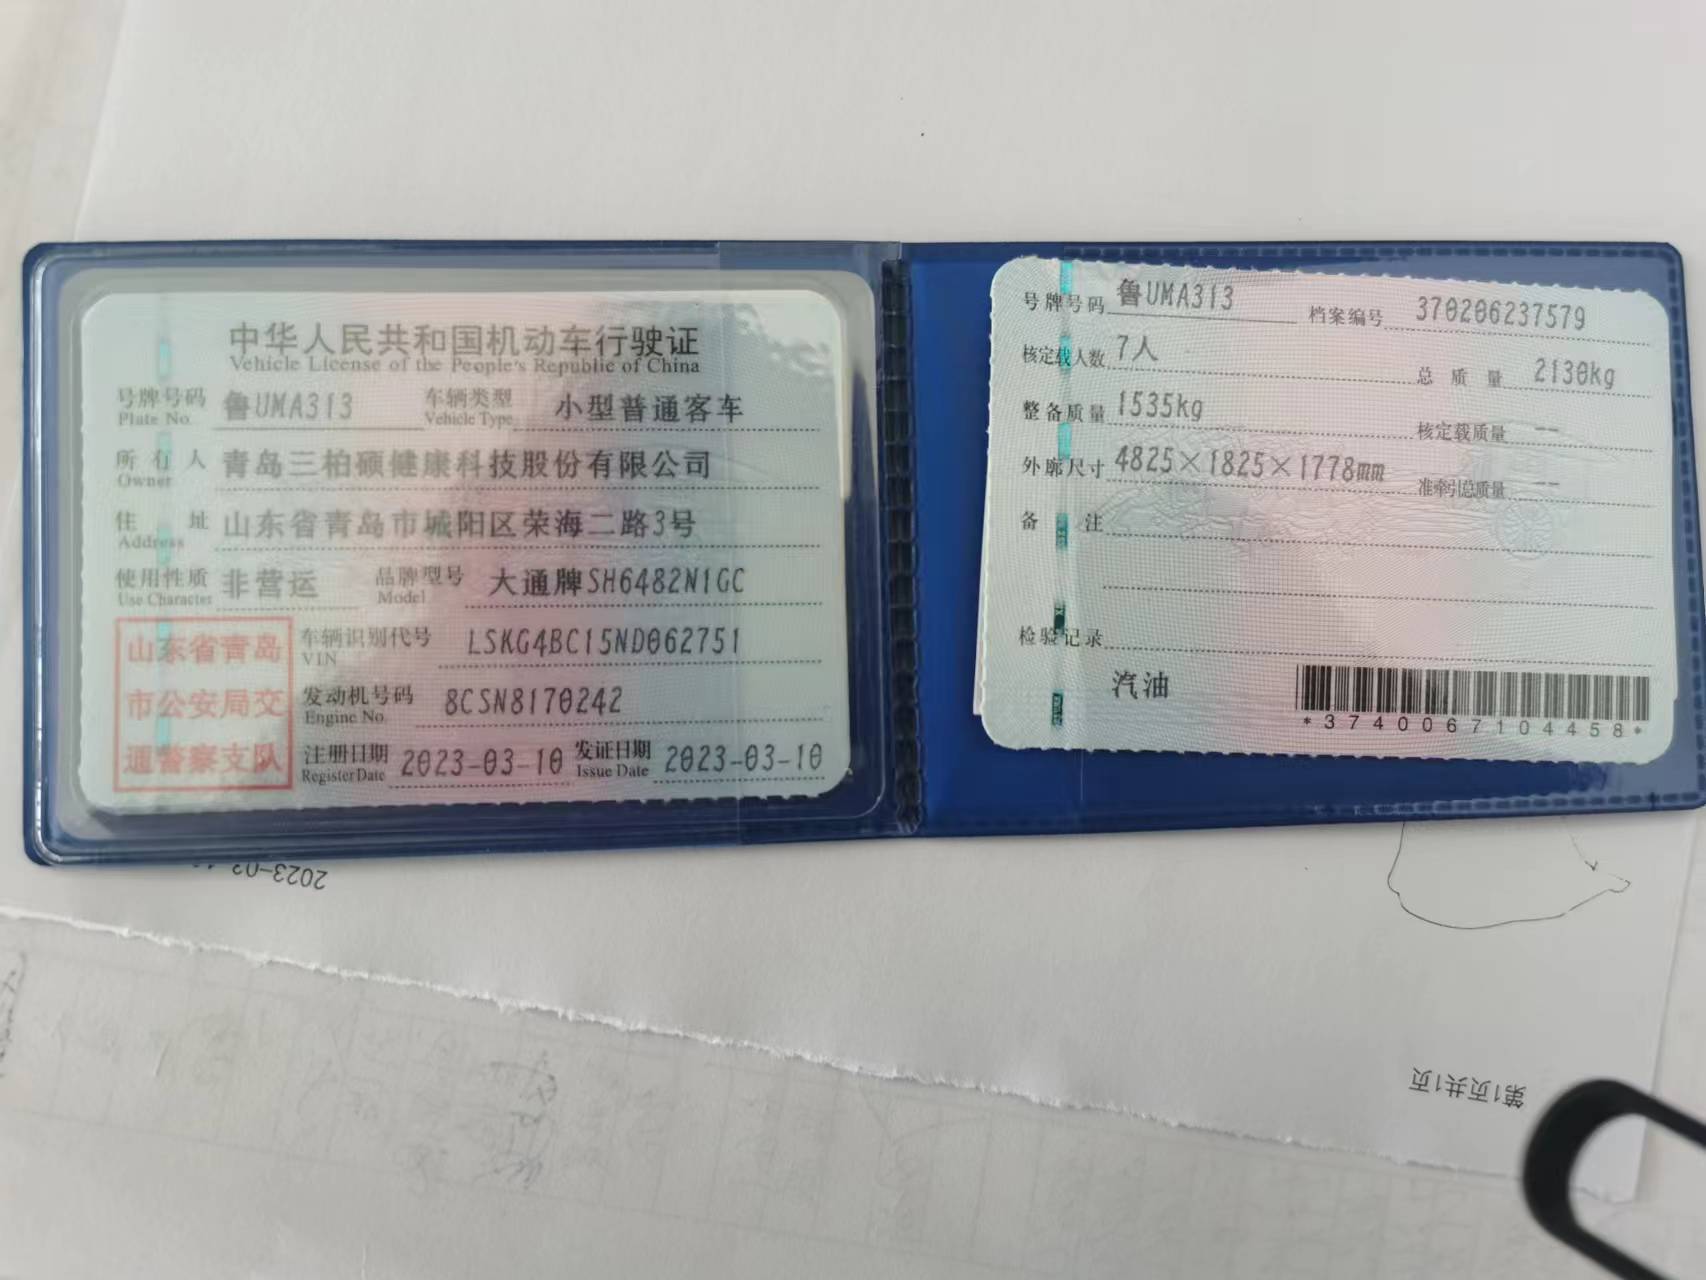 中华人民共和国机动车行驶证
Vehicle License of the People's Republic of China
号牌号码 鲁UMA313 车辆类型 小型普通客车
Plate No. Vehicle Type
所有人 青岛三柏硕健康科技股份有限公司
Owner
住址 山东省青岛市城阳区荣海二路3号
Address
使用性质 非营运 品牌型号 大通牌SH6482N1GC
Use Character Model
山东省青岛
市公安局交
通警察支队
车辆识别代号 LSKG4BC15ND062751
VIN
发动机号码 8CSN8170242
Engine No.
注册日期 2023-03-10 发证日期 2023-03-10
Register Date Issue Date
号牌号码 鲁UMA313 档案编号 370206237579
核定载人数 7人 总质量 2130kg
整备质量 1535kg 核定载质量 --
外廓尺寸 4825×1825×1778mm 准牵引总质量 --
备注
检验记录
汽油
*3740067104458*
2023-03
第1页共1页